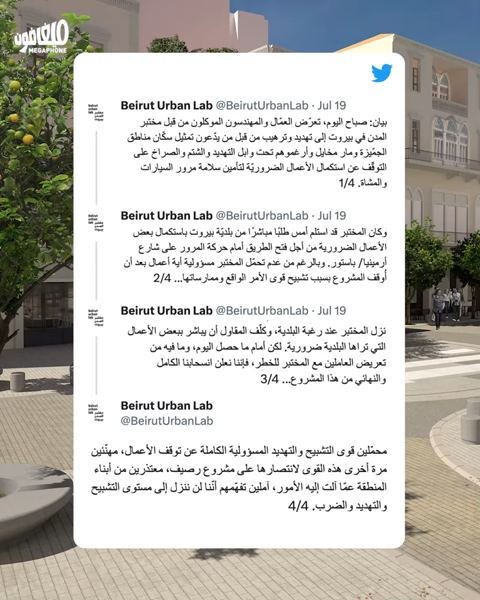 ميغافون
MEGAPHONE
Beirut Urban Lab @BeirutUrbanLab · Jul 19
بيان: صباح اليوم، تعرّض العمّال والمهندسون الموكلون من قبل مختبر
المدن في بيروت إلى تهديد وترهيب من قبل من يدّعون تمثيل سكّان مناطق
الجمّيزة ومار مخايل وأرغموهم تحت وابل التهديد والشتم والصراخ على
التوقّف عن استكمال الأعمال الضروريّة لتأمين سلامة مرور السيارات
والمشاة. 1/4
Beirut Urban Lab @BeirutUrbanLab · Jul 19
وكان المختبر قد استلم أمس طلبًا مباشرًا من بلديّة بيروت باستكمال بعض
الأعمال الضرورية من أجل فتح الطريق أمام حركة المرور على شارع
أرمينيا/ باستور. وبالرغم من عدم تحمّل المختبر مسؤولية أية أعمال بعد أن
أُوقف المشروع بسبب تشبيح قوى الأمر الواقع وممارساتها... 2/4
Beirut Urban Lab @BeirutUrbanLab · Jul 19
نزل المختبر عند رغبة البلدية، وكلّف المقاول أن يباشر ببعض الأعمال
التي تراها البلدية ضرورية. لكن أمام ما حصل اليوم، وما فيه من
تعريض العاملين مع المختبر للخطر، فإننا نعلن انسحابنا الكامل
والنهائي من هذا المشروع... 3/4
Beirut Urban Lab
@BeirutUrbanLab
محمّلين قوى التشبيح والتهديد المسؤولية الكاملة عن توقف الأعمال، مهنّئين
مرة أخرى هذه القوى لانتصارها على مشروع رصيف، معتذرين من أبناء
المنطقة عمّا آلت إليه الأمور، آملين تفهّمهم أنّنا لن ننزل إلى مستوى التشبيح
والتهديد والضرب. 4/4